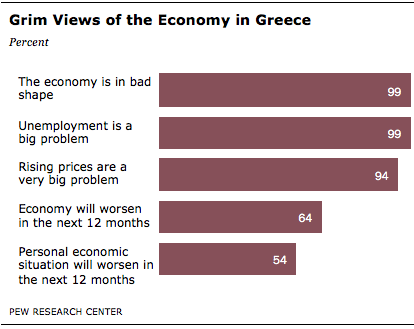 Grim Views of the Economy in Greece
Percent
The economy is in bad
shape
99
Unemployment is a
big problem
99
Rising prices are a
very big problem
94
Economy will worsen
in the next 12 months
64
Personal economic
situation will worsen in
the next 12 months
54
PEW RESEARCH CENTER